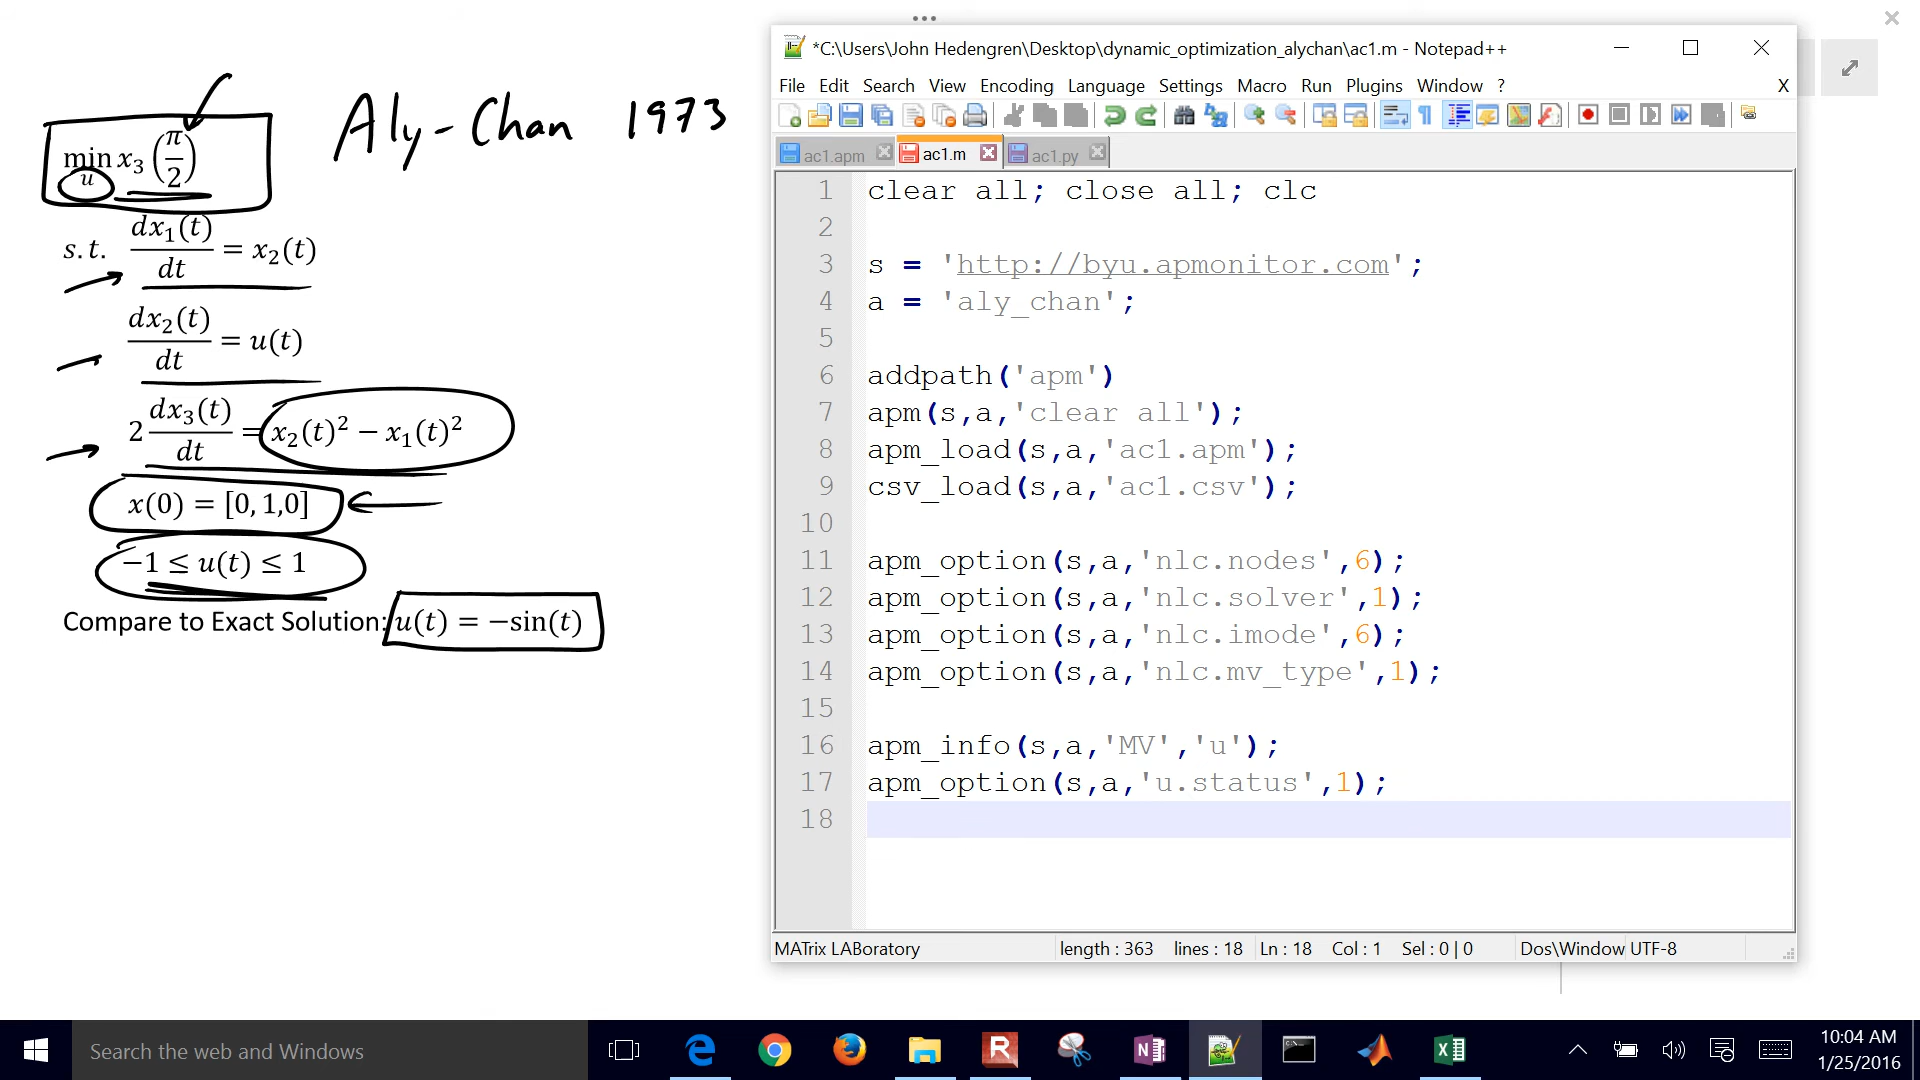 Aly-Chan 1973
min x₃ (π/2)
u
s.t. dx₁(t)/dt = x₂(t)
dx₂(t)/dt = u(t)
2 dx₃(t)/dt = x₂(t)² − x₁(t)²
x(0) = [0, 1,0]
−1 ≤ u(t) ≤ 1
Compare to Exact Solution: u(t) = −sin(t)
*C:\Users\John Hedengren\Desktop\dynamic_optimization_alychan\ac1.m - Notepad++
File Edit Search View Encoding Language Settings Macro Run Plugins Window ? X
ac1.apm ac1.m ac1.py
1 clear all; close all; clc
2
3 s = 'http://byu.apmonitor.com';
4 a = 'aly_chan';
5
6 addpath('apm')
7 apm(s,a,'clear all');
8 apm_load(s,a,'ac1.apm');
9 csv_load(s,a,'ac1.csv');
10
11 apm_option(s,a,'nlc.nodes',6);
12 apm_option(s,a,'nlc.solver',1);
13 apm_option(s,a,'nlc.imode',6);
14 apm_option(s,a,'nlc.mv_type',1);
15
16 apm_info(s,a,'MV','u');
17 apm_option(s,a,'u.status',1);
18
MATrix LABoratory length : 363 lines : 18 Ln : 18 Col : 1 Sel : 0 | 0 Dos\Window UTF-8
Search the web and Windows
10:04 AM
1/25/2016